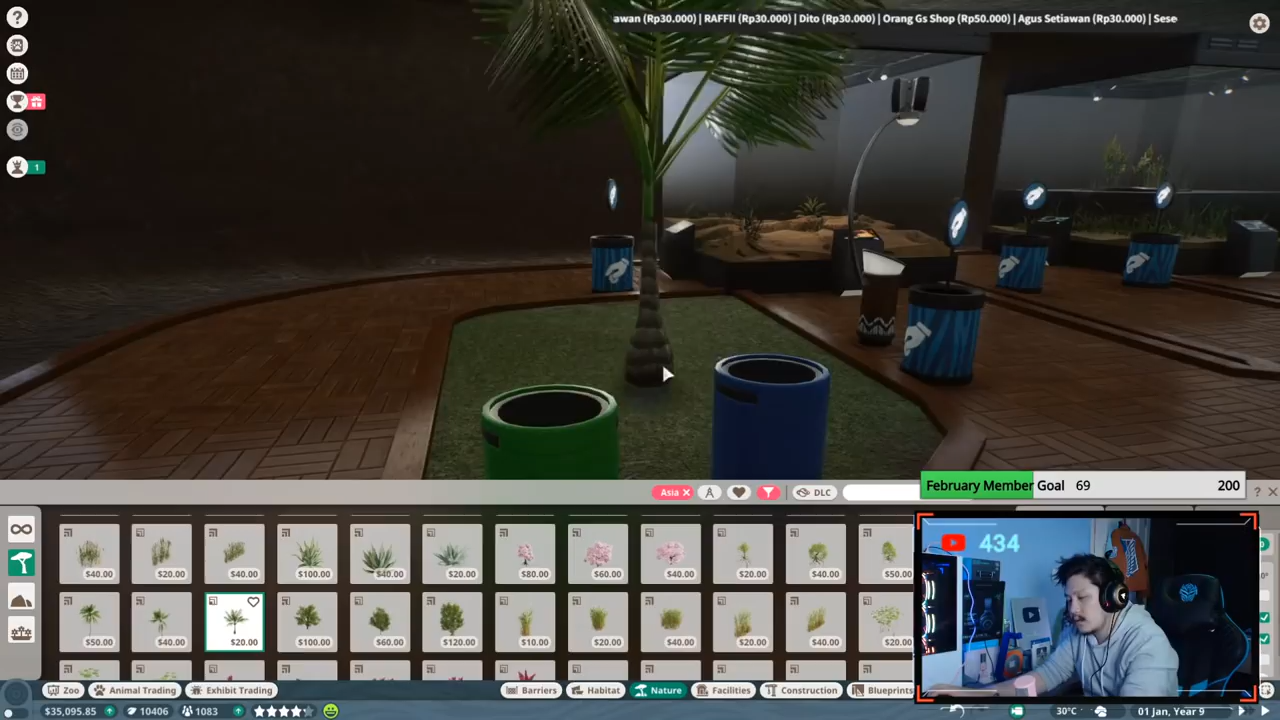 awan (Rp30.000) | RAFFII (Rp30.000) | Dito (Rp30.000) | Orang Gs Shop (Rp50.000) | Agus Setiawan (Rp30.000) | Sese
?
1
Asia ×
DLC
February Member Goal 69 200
? ×
434
$40.00 $20.00 $40.00 $100.00 $40.00 $20.00 $80.00 $60.00 $40.00 $20.00 $40.00 $50.00
$50.00 $40.00 $20.00 $100.00 $60.00 $120.00 $10.00 $20.00 $40.00 $20.00 $40.00 $20.00
Zoo Animal Trading Exhibit Trading Barriers Habitat Nature Facilities Construction Blueprints
$35,095.85 10406 1083 30°C 01 Jan, Year 9